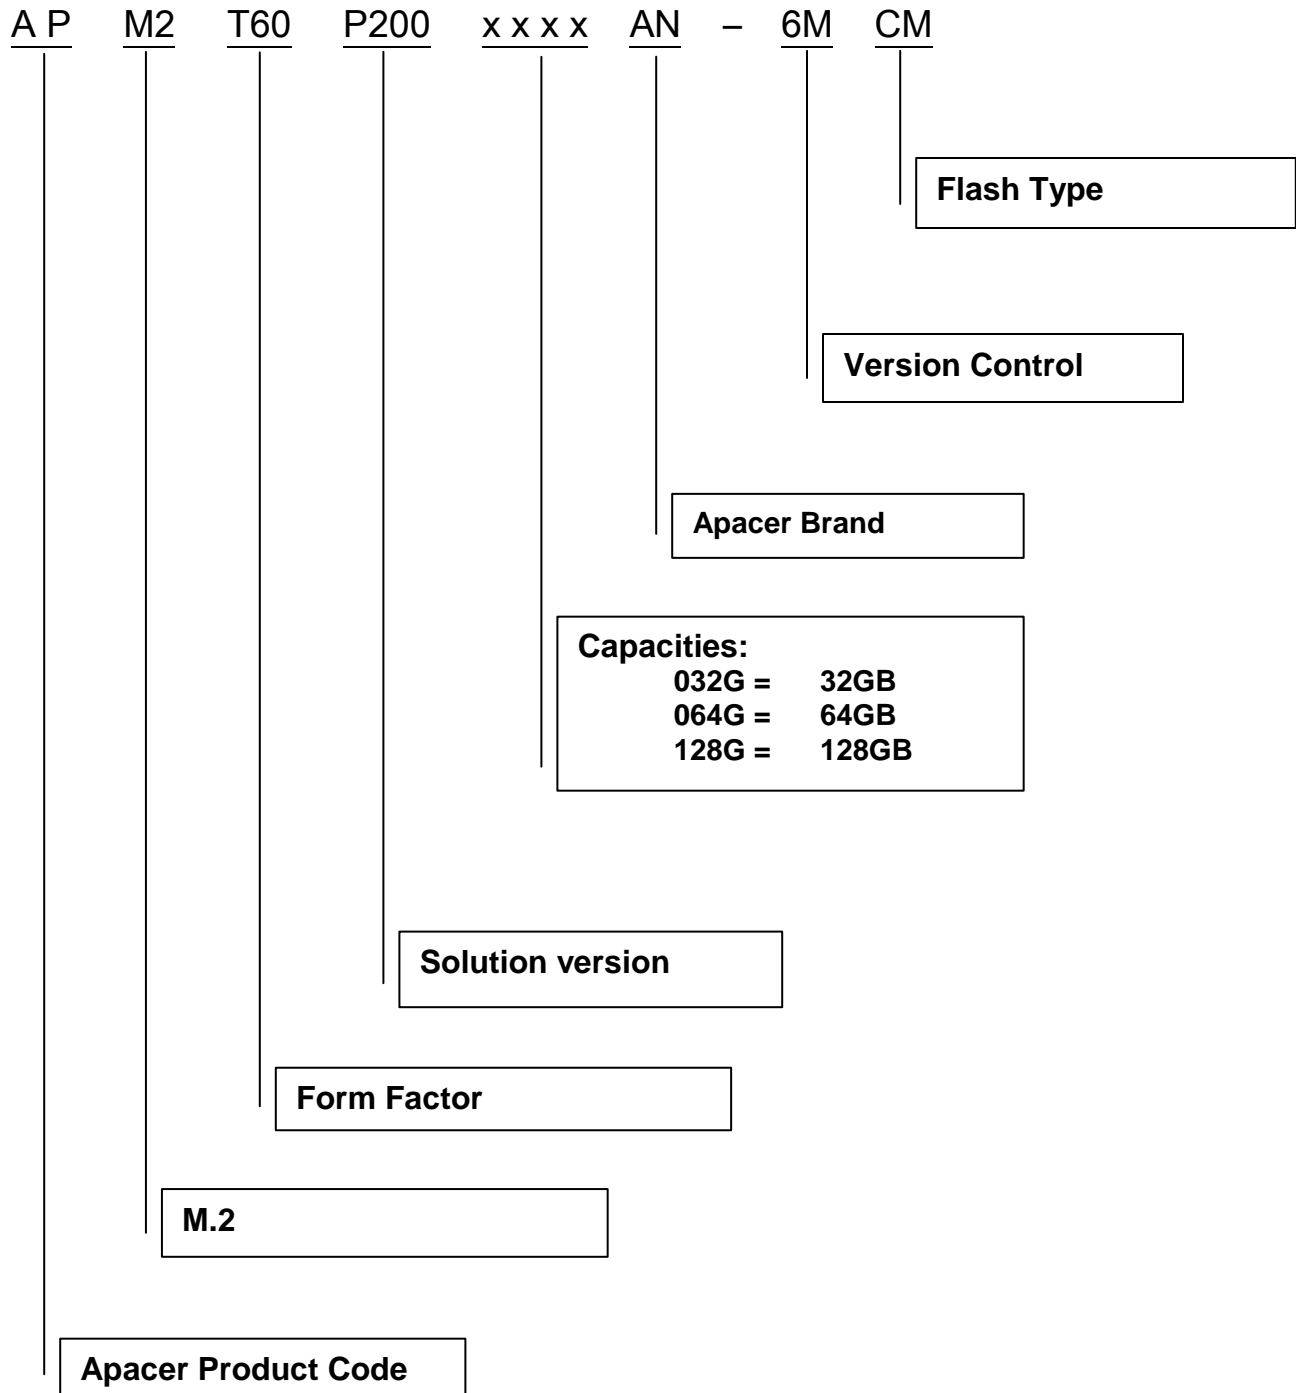 A P M2 T60 P200 x x x x AN – 6M CM
Flash Type
Version Control
Apacer Brand
Capacities:
032G = 32GB
064G = 64GB
128G = 128GB
Solution version
Form Factor
M.2
Apacer Product Code